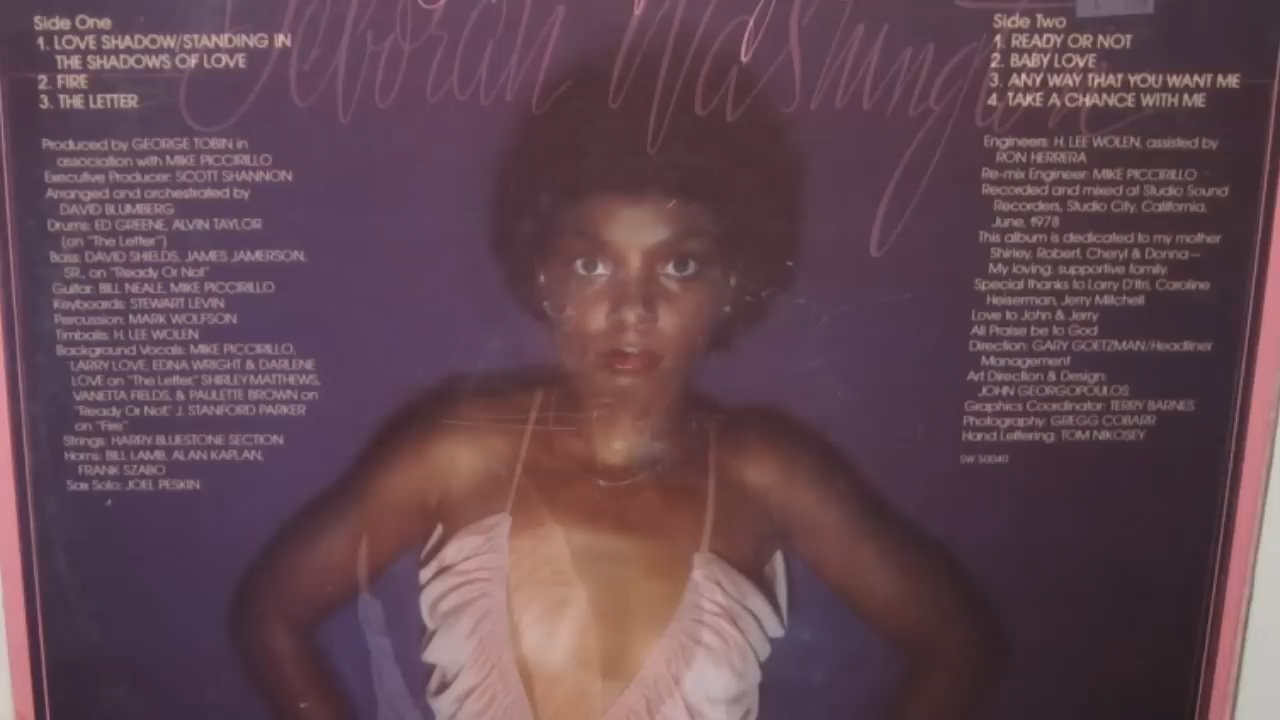 Deborah Washington
Side One
1. LOVE SHADOW/STANDING IN
THE SHADOWS OF LOVE
2. FIRE
3. THE LETTER
Produced by GEORGE TOBIN in
association with MIKE PICCIRILLO
Executive Producer: SCOTT SHANNON
Arranged and orchestrated by
DAVID BLUMBERG
Drums: ED GREENE, ALVIN TAYLOR
(on "The Letter")
Bass: DAVID SHIELDS, JAMES JAMERSON,
SR., on "Ready Or Not"
Guitar: BILL NEALE, MIKE PICCIRILLO
Keyboards: STEWART LEVIN
Percussion: MARK WOLFSON
Timbalis: H. LEE WOLEN
Background Vocals: MIKE PICCIRILLO,
LARRY LOVE, EDNA WRIGHT & DARLENE
LOVE on "The Letter," SHIRLEY MATTHEWS,
VANETTA FIELDS, & PAULETTE BROWN on
"Ready Or Not," J. STANFORD PARKER
on "Fire"
Strings: HARRY BLUESTONE SECTION
Horns: BILL LAMB, ALAN KAPLAN,
FRANK SZABO
Sax Solo: JOEL PESKIN
Side Two
1. READY OR NOT
2. BABY LOVE
3. ANY WAY THAT YOU WANT ME
4. TAKE A CHANCE WITH ME
Engineers: H. LEE WOLEN, assisted by
RON HERRERA
Re-mix Engineer: MIKE PICCIRILLO
Recorded and mixed at Studio Sound
Recorders, Studio City, California,
June, 1978
This album is dedicated to my mother
Shirley, Robert, Cheryl & Donna—
My loving, supportive family.
Special thanks to Larry D'Itri, Caroline
Heiserman, Jerry Mitchell
Love to John & Jerry
All Praise be to God
Direction: GARY GOETZMAN/Headliner
Management
Art Direction & Design:
JOHN GEORGOPOULOS
Graphics Coordinator: TERRY BARNES
Photography: GREGG COBARR
Hand Lettering: TOM NIKOSEY
SW 50040